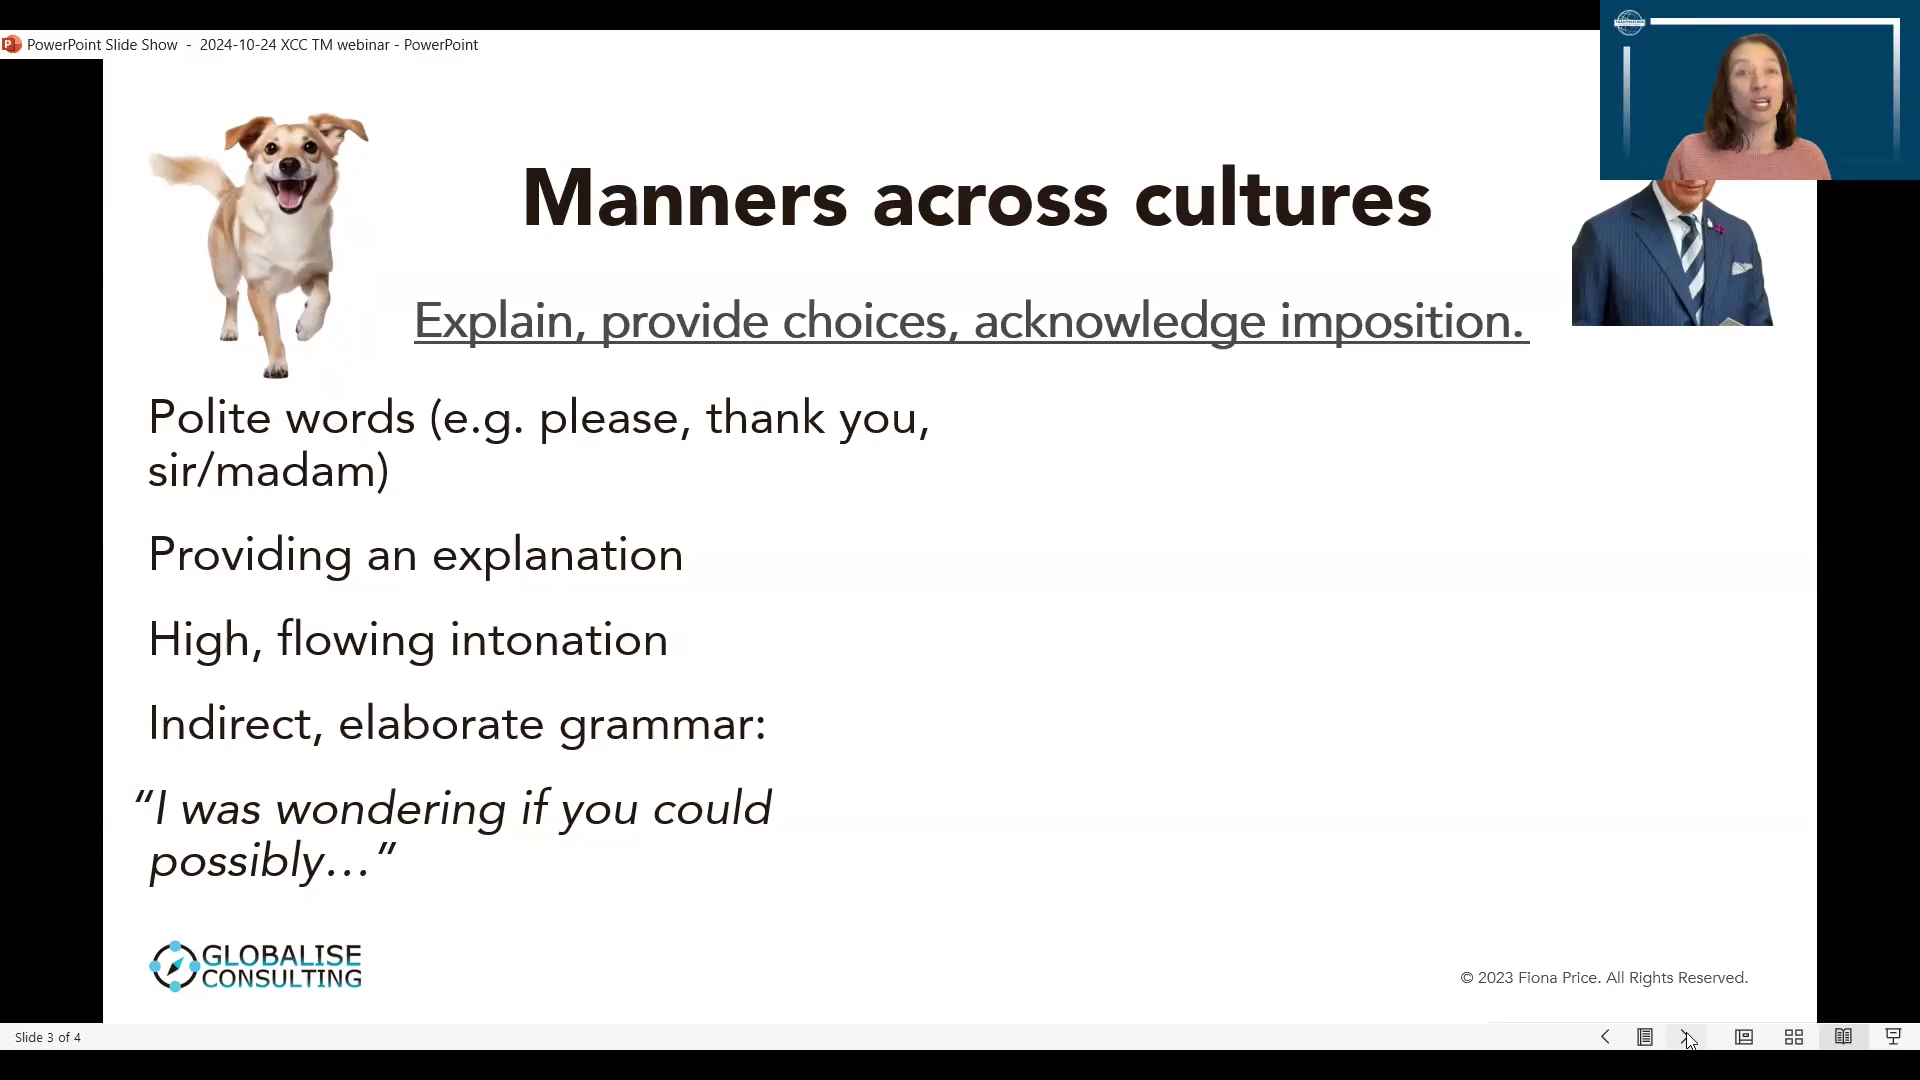 PowerPoint Slide Show - 2024-10-24 XCC TM webinar - PowerPoint
Manners across cultures
Explain, provide choices, acknowledge imposition.
Polite words (e.g. please, thank you,
sir/madam)
Providing an explanation
High, flowing intonation
Indirect, elaborate grammar:
“I was wondering if you could
possibly…”
GLOBALISE
CONSULTING
© 2023 Fiona Price. All Rights Reserved.
Slide 3 of 4